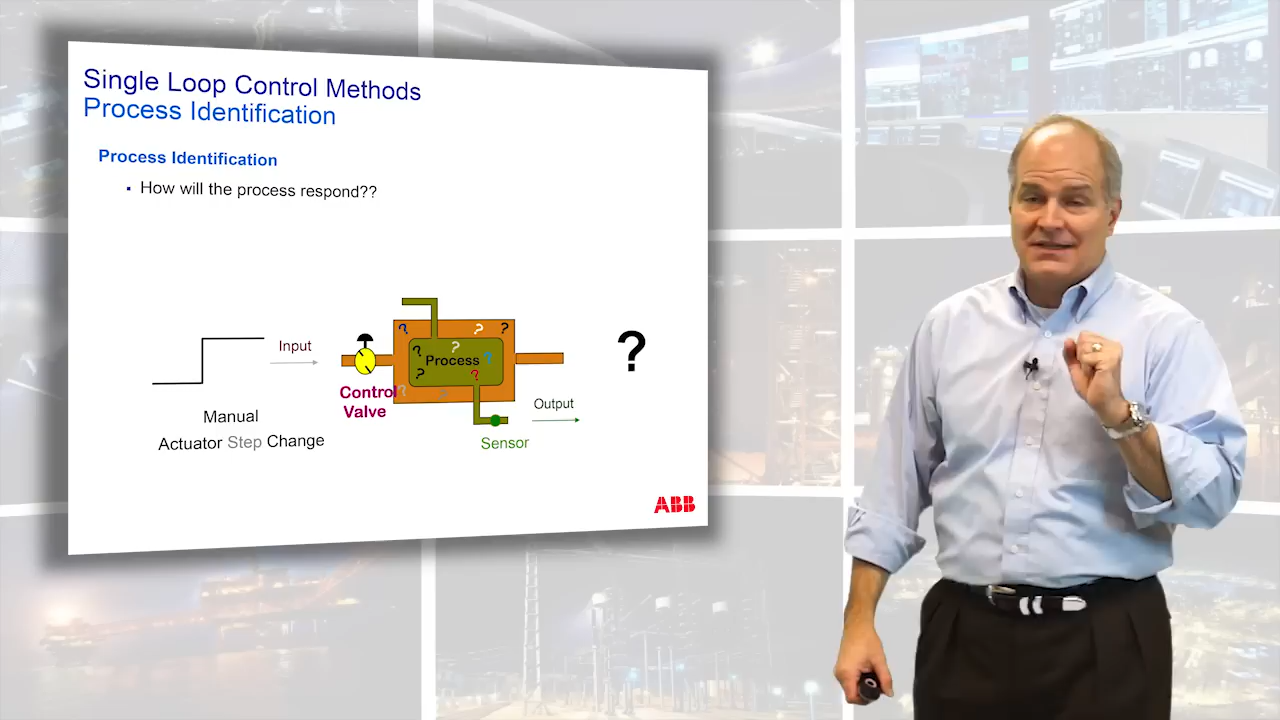 Single Loop Control Methods
Process Identification
Process Identification
▪ How will the process respond??
Input
Manual
Actuator Step Change
Control
Valve
? ? ?
? ?
Process ?
? ?
? ?
Sensor
Output
?
ABB